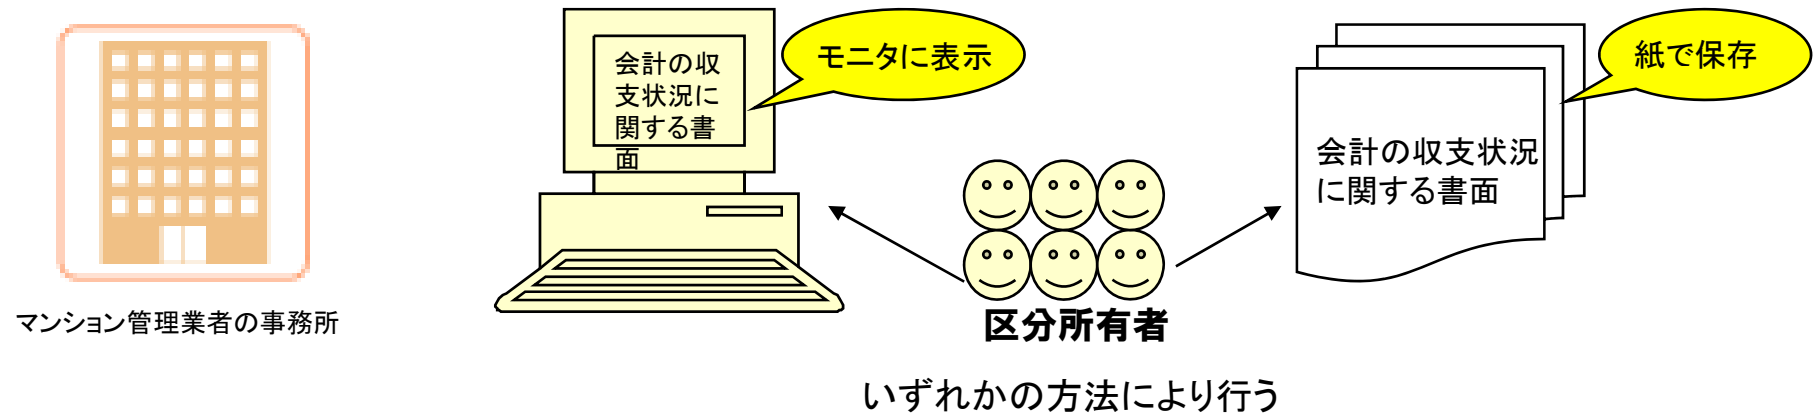 会計の収
支状況に
関する書
面
モニタに表示
紙で保存
会計の収支状況
に関する書面
マンション管理業者の事務所
区分所有者
いずれかの方法により行う